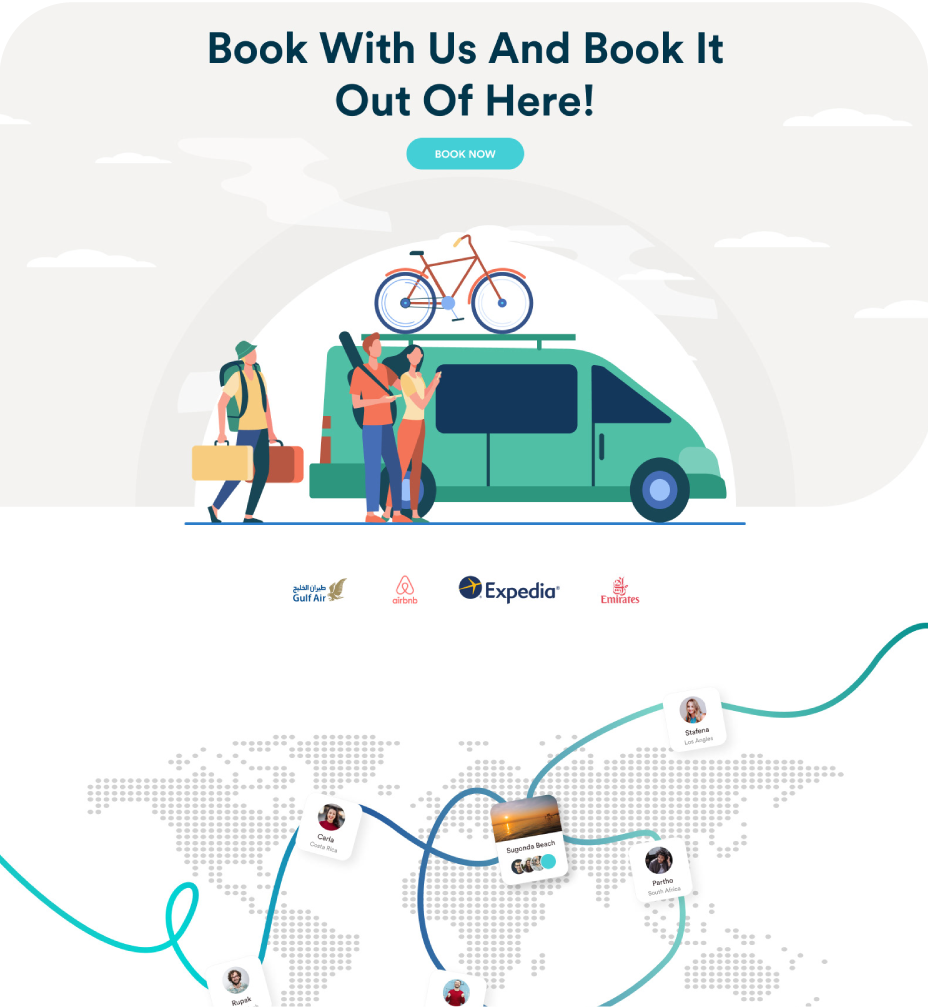 Book With Us And Book It
Out Of Here!
BOOK NOW
طيران الخليج
Gulf Air
airbnb
Expedia®
Emirates
Stafena
Los Angles
Carla
Costa Rica
Sugonda Beach
Partho
South Africa
Rupak